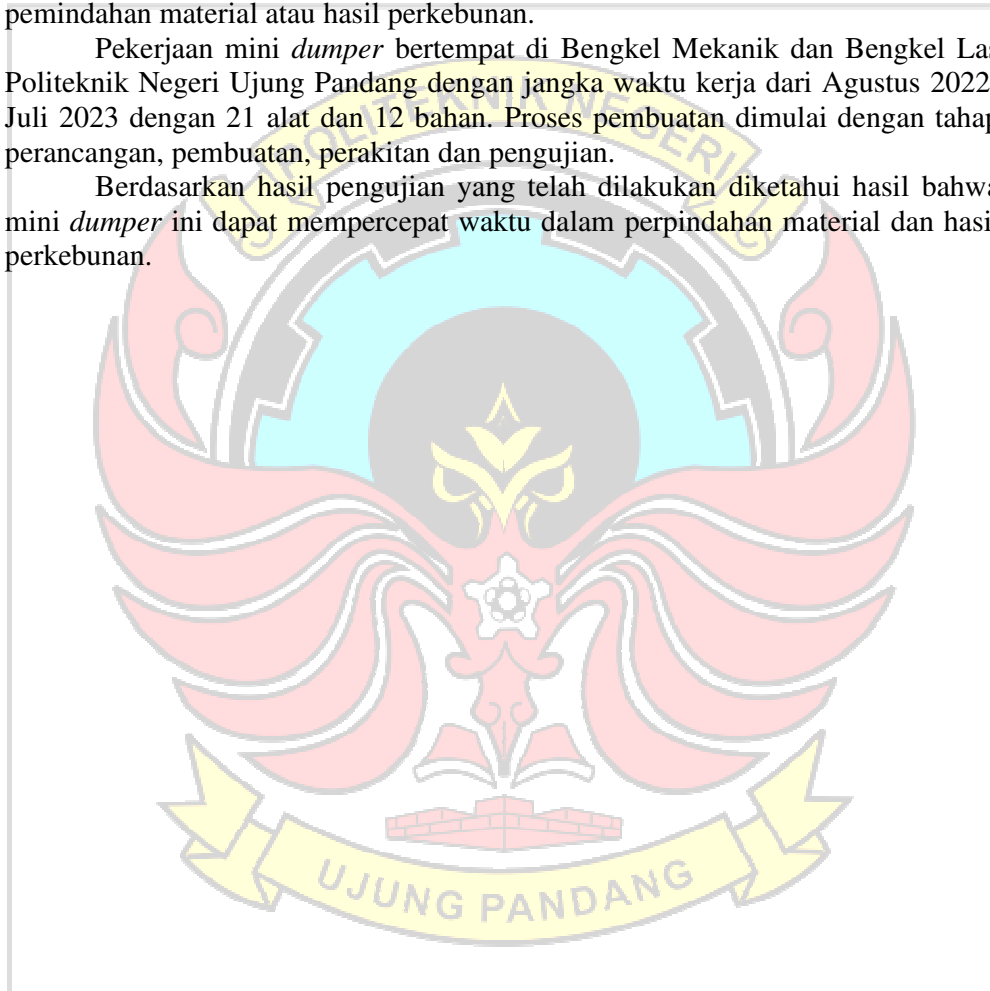 pemindahan material atau hasil perkebunan.
Pekerjaan mini dumper bertempat di Bengkel Mekanik dan Bengkel Las
Politeknik Negeri Ujung Pandang dengan jangka waktu kerja dari Agustus 2022
Juli 2023 dengan 21 alat dan 12 bahan. Proses pembuatan dimulai dengan tahap
perancangan, pembuatan, perakitan dan pengujian.
Berdasarkan hasil pengujian yang telah dilakukan diketahui hasil bahwa
mini dumper ini dapat mempercepat waktu dalam perpindahan material dan hasi
perkebunan.
POLITEKNIK NEGERI
UJUNG PANDANG